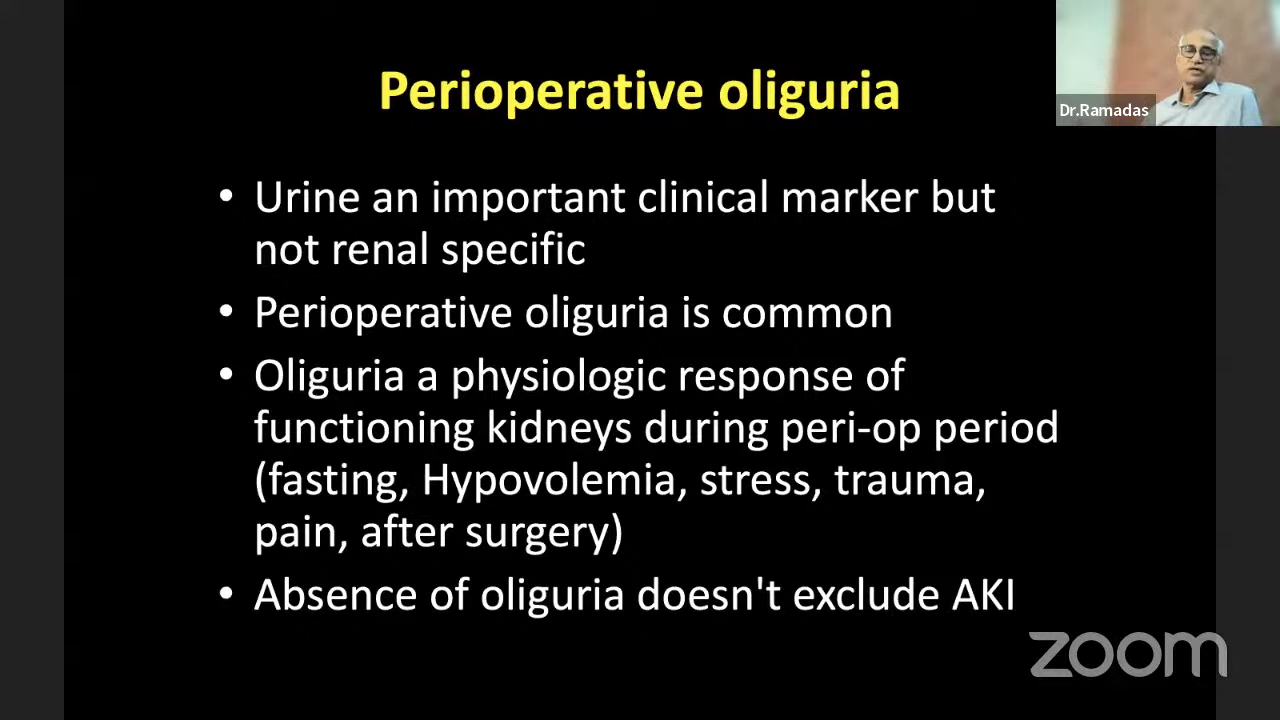 Perioperative oliguria
Dr.Ramadas
• Urine an important clinical marker but
not renal specific
• Perioperative oliguria is common
• Oliguria a physiologic response of
functioning kidneys during peri-op period
(fasting, Hypovolemia, stress, trauma,
pain, after surgery)
• Absence of oliguria doesn't exclude AKI
zoom